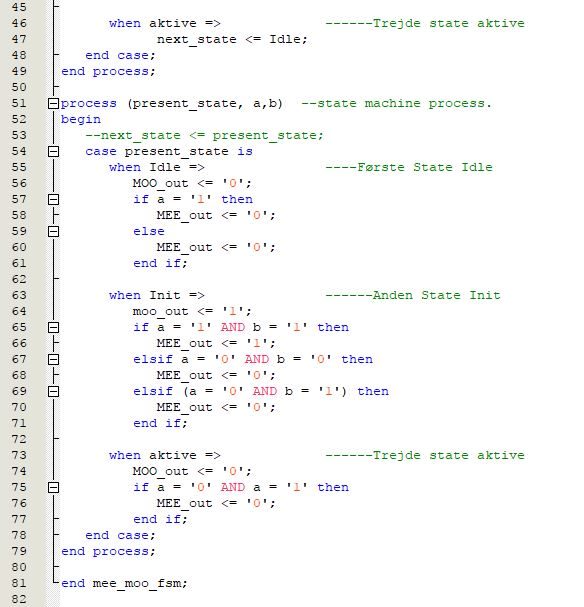 45
46 when aktive => ------Trejde state aktive
47 next_state <= Idle;
48 end case;
49 end process;
50
51 process (present_state, a,b) --state machine process.
52 begin
53 --next_state <= present_state;
54 case present_state is
55 when Idle => ----Første State Idle
56 MOO_out <= '0';
57 if a = '1' then
58 MEE_out <= '0';
59 else
60 MEE_out <= '0';
61 end if;
62
63 when Init => ------Anden State Init
64 moo_out <= '1';
65 if a = '1' AND b = '1' then
66 MEE_out <= '1';
67 elsif a = '0' AND b = '0' then
68 MEE_out <= '0';
69 elsif (a = '0' AND b = '1') then
70 MEE_out <= '0';
71 end if;
72
73 when aktive => ------Trejde state aktive
74 MOO_out <= '0';
75 if a = '0' AND a = '1' then
76 MEE_out <= '0';
77 end if;
78 end case;
79 end process;
80
81 end mee_moo_fsm;
82